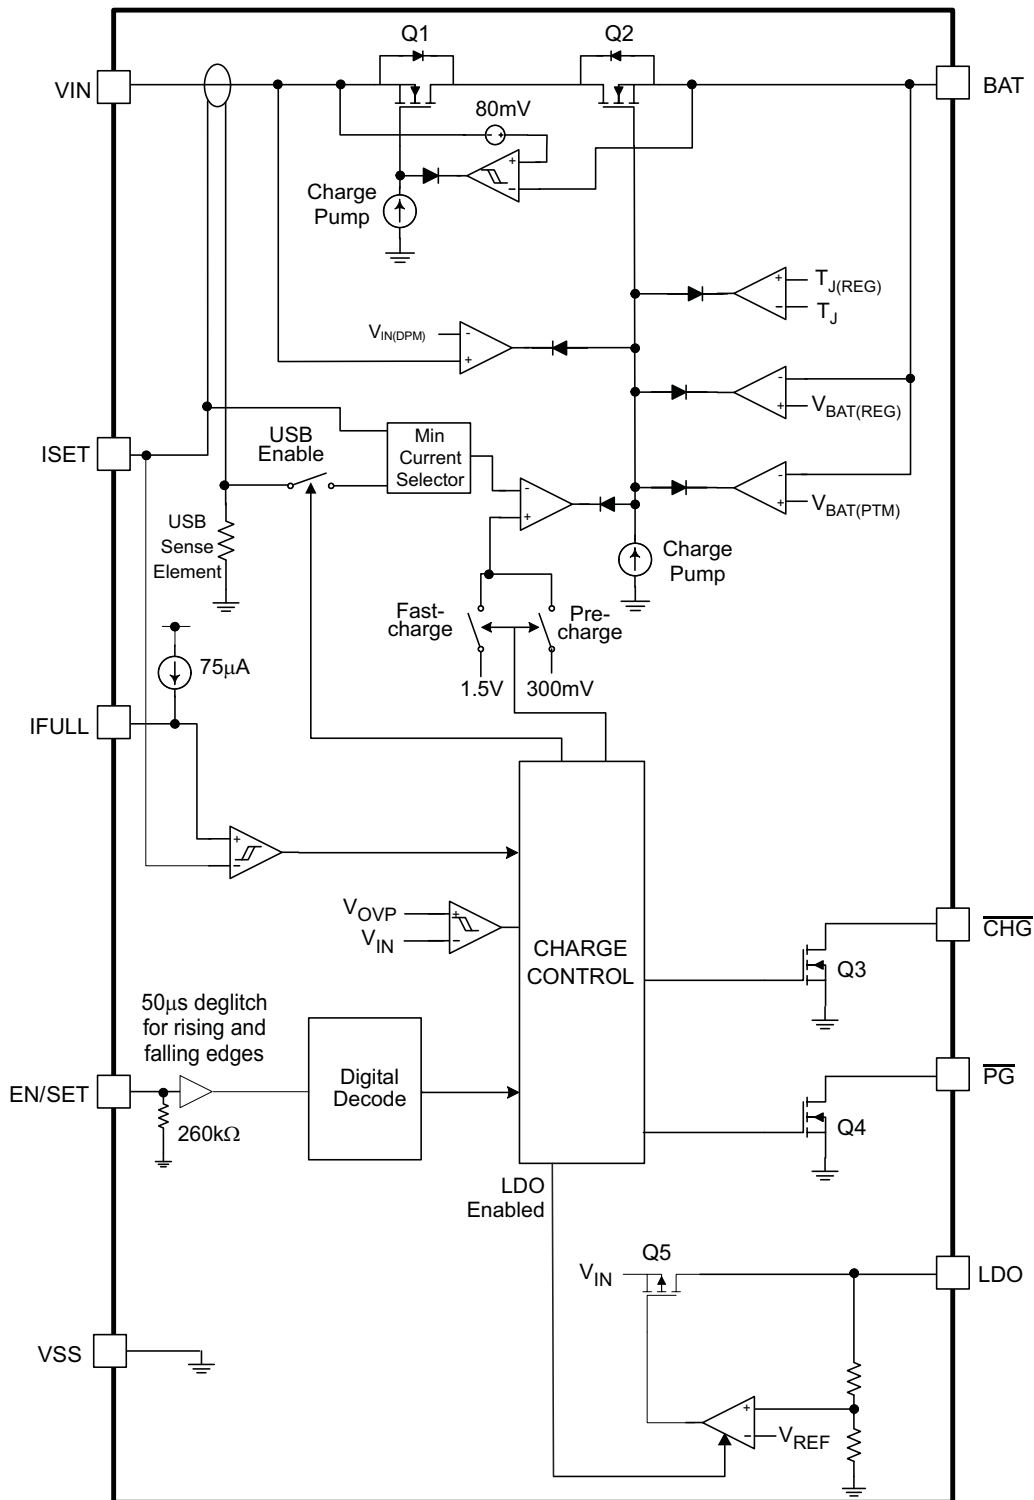 Q1
Q2
VIN
BAT
80mV
+
-
+
-
Charge
Pump
+
-
T_J(REG)
T_J
V_IN(DPM)
-
+
-
+
V_BAT(REG)
ISET
USB
Enable
Min
Current
Selector
-
+
-
+
V_BAT(PTM)
USB
Sense
Element
Charge
Pump
Fast-
charge
Pre-
charge
75μA
1.5V
300mV
IFULL
+
-
V_OVP
V_IN
+
-
CHARGE
CONTROL
CHG
Q3
50μs deglitch
for rising and
falling edges
EN/SET
260kΩ
Digital
Decode
PG
Q4
LDO
Enabled
Q5
V_IN
LDO
VSS
+
-
V_REF